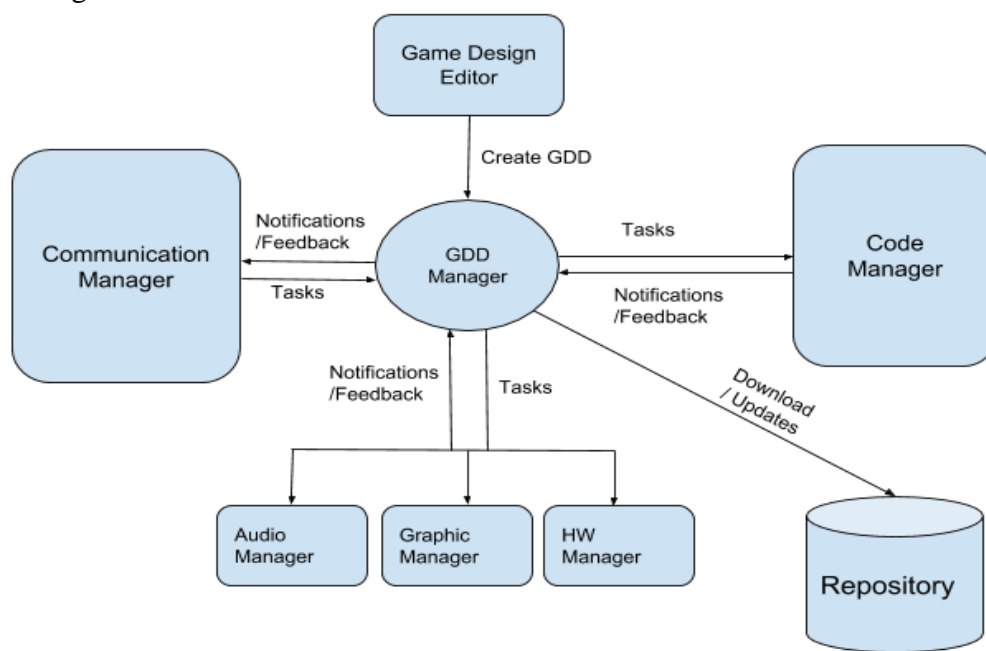 Game Design
Editor
Create GDD
Communication
Manager
Notifications
/Feedback
Tasks
GDD
Manager
Tasks
Notifications
/Feedback
Code
Manager
Notifications
/Feedback
Tasks
Download
/ Updates
Audio
Manager
Graphic
Manager
HW
Manager
Repository